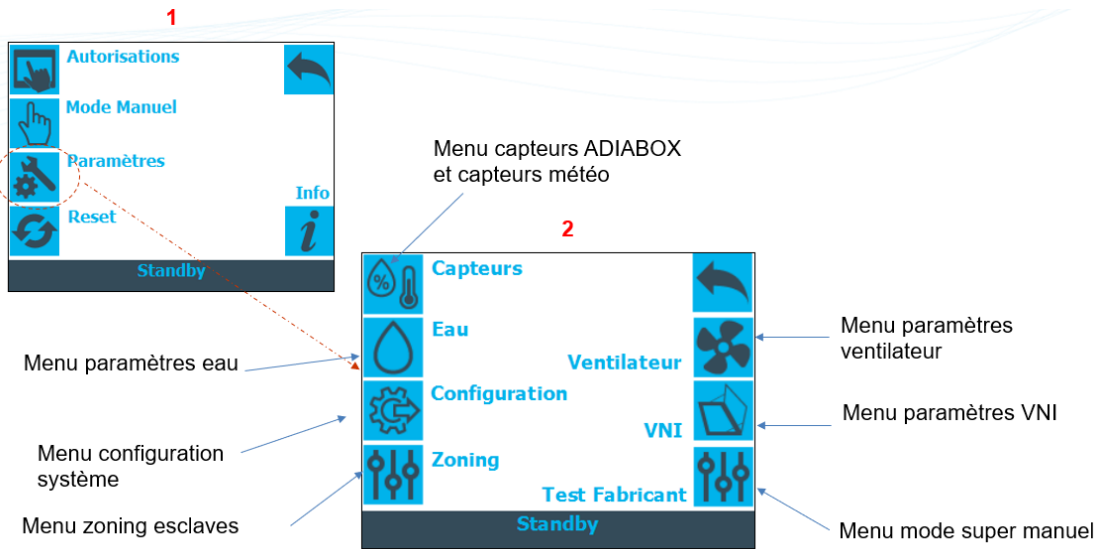 1
Autorisations
Mode Manuel
Paramètres
Info
Reset
Standby
Menu capteurs ADIABOX
et capteurs météo
2
%
Capteurs
Eau
Ventilateur
Configuration
VNI
Zoning
Test Fabricant
Standby
Menu paramètres eau
Menu configuration
système
Menu zoning esclaves
Menu paramètres
ventilateur
Menu paramètres VNI
Menu mode super manuel